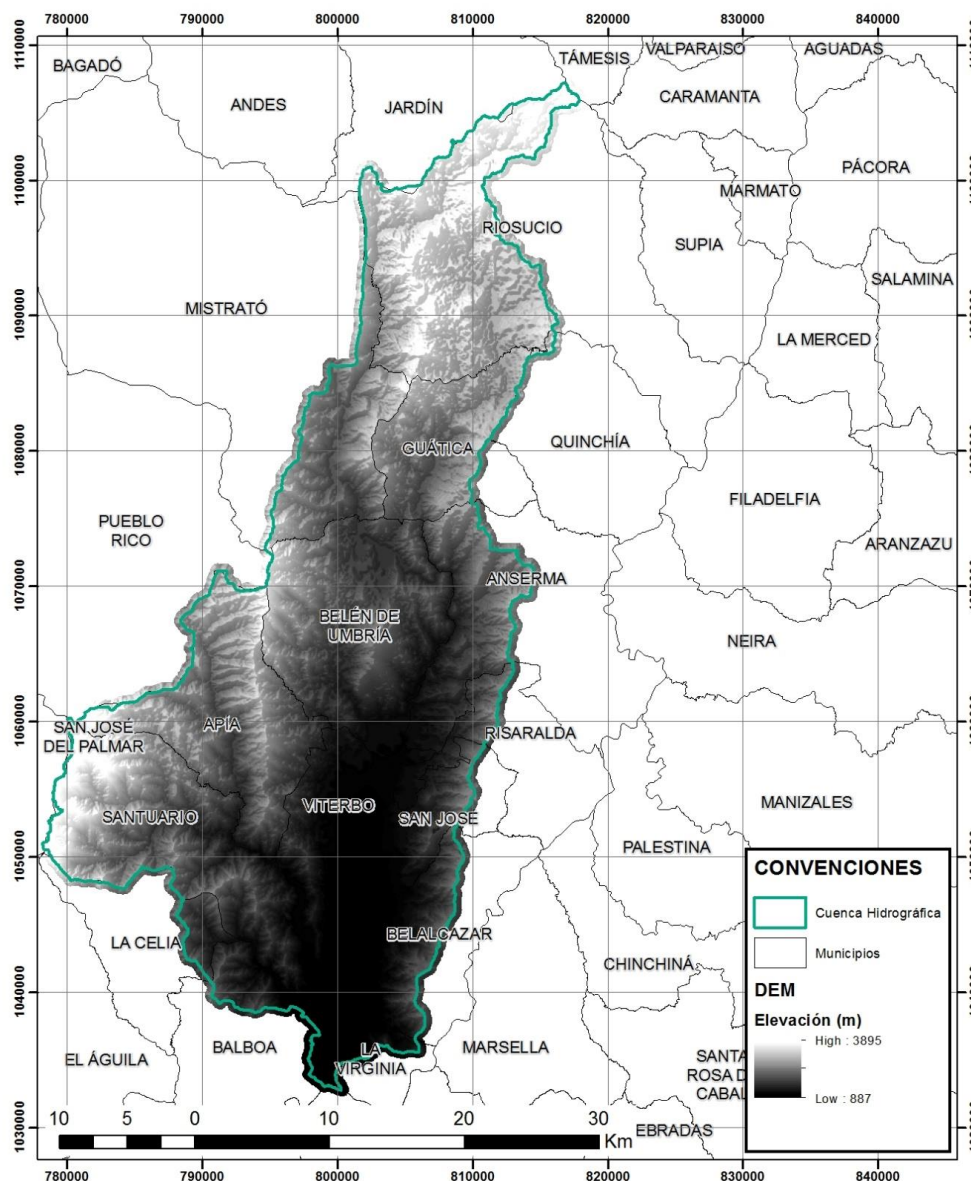 780000 790000 800000 810000 820000 830000 840000
1110000
1100000
1090000
1080000
1070000
1060000
1050000
1040000
1030000
BAGADÓ
ANDES
JARDÍN
TÁMESIS
VALPARAISO
AGUADAS
CARAMANTA
MARMATO
PÁCORA
RIOSUCIO
SUPIA
SALAMINA
MISTRATÓ
LA MERCED
GUÁTICA
QUINCHÍA
FILADELFIA
PUEBLO
RICO
ARANZAZU
ANSERMA
BELÉN DE
UMBRÍA
NEIRA
SAN JOSÉ
DEL PALMAR
APÍA
RISARALDA
SANTUARIO
VITERBO
SAN JOSE
MANIZALES
PALESTINA
LA CELIA
BELALCAZAR
CHINCHINÁ
EL ÁGUILA
BALBOA
LA
VIRGINIA
MARSELLA
SANTA
ROSA D
CABAL
EBRADAS
CONVENCIONES
Cuenca Hidrográfica
Municipios
DEM
Elevación (m)
High : 3895
Low : 887
10 5 0 10 20 30
Km
780000 790000 800000 810000 820000 830000 840000